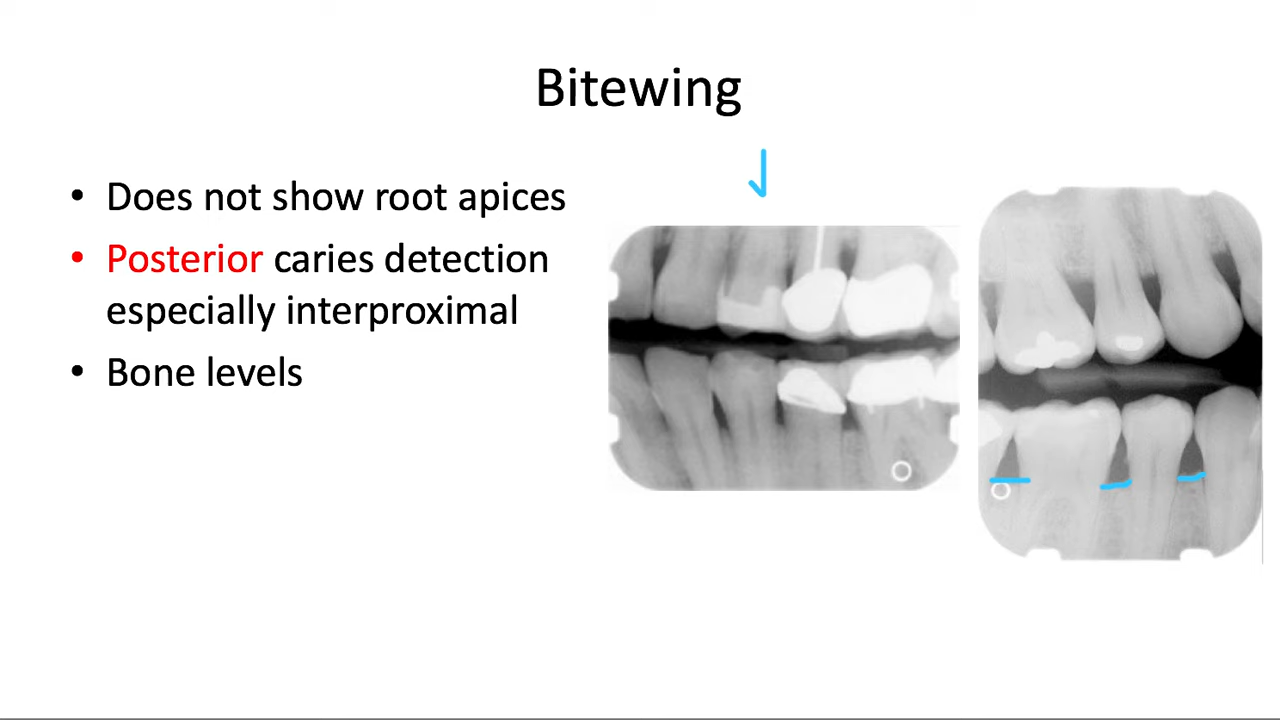 Bitewing
• Does not show root apices
• Posterior caries detection
especially interproximal
• Bone levels